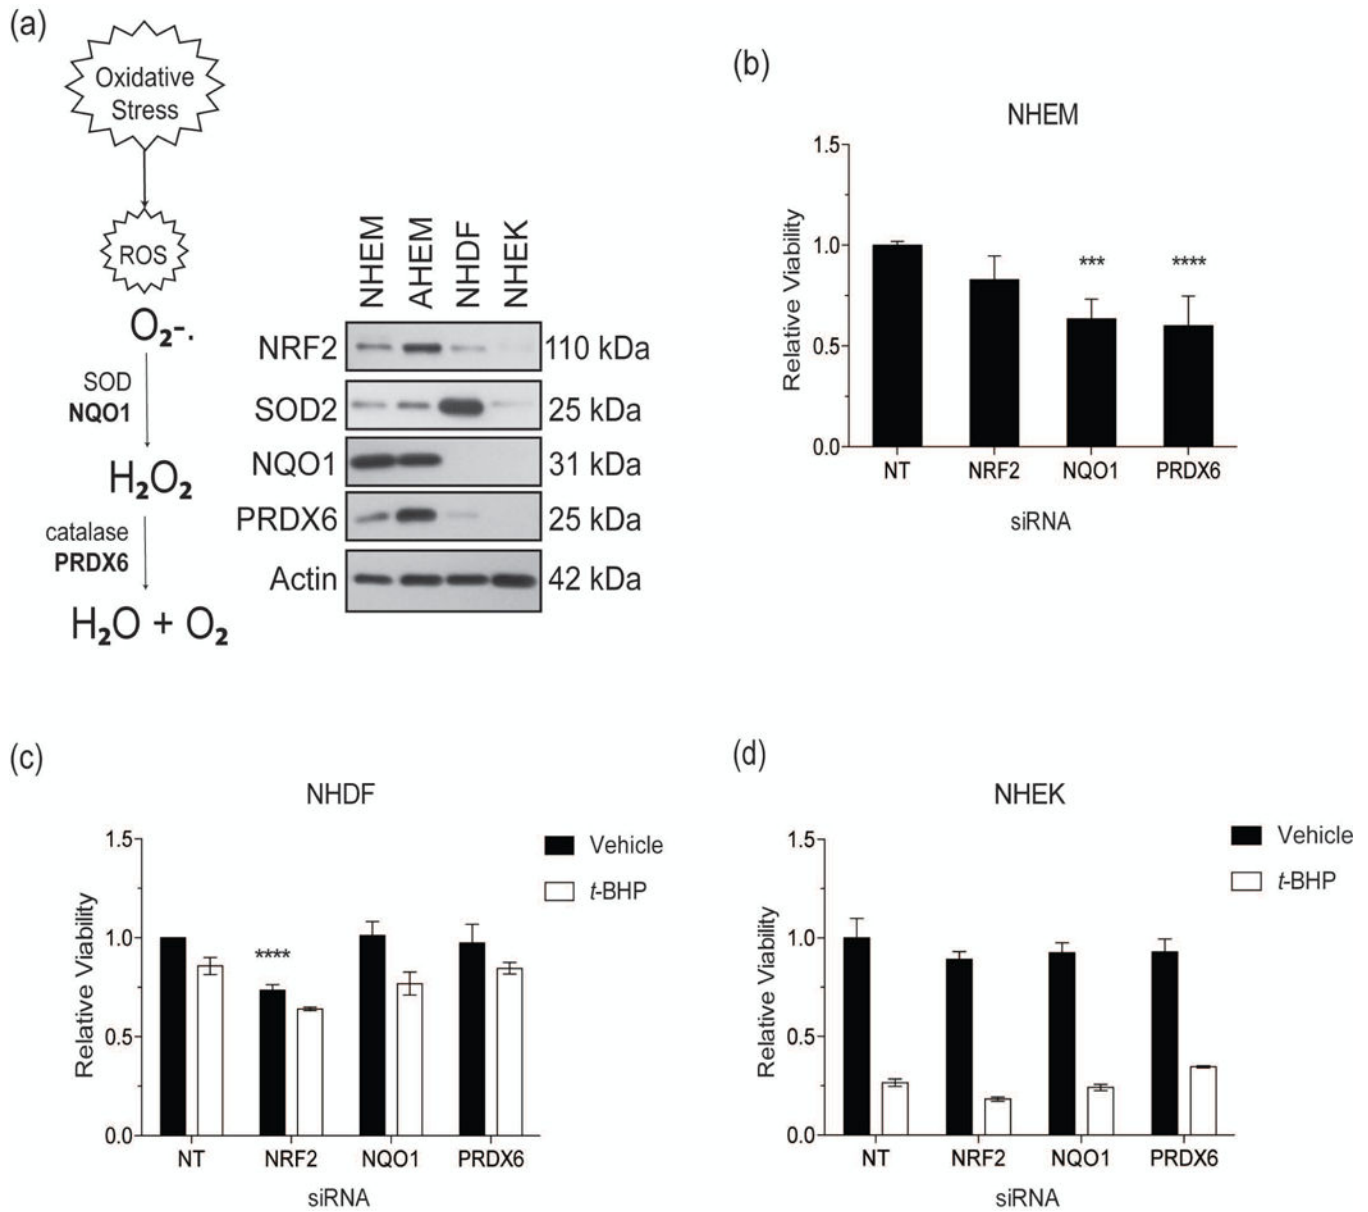 (a)
Oxidative
Stress
ROS
O₂-.
SOD
NQO1
H₂O₂
catalase
PRDX6
H₂O + O₂
NHEM AHEM NHDF NHEK
NRF2 110 kDa
SOD2 25 kDa
NQO1 31 kDa
PRDX6 25 kDa
Actin 42 kDa
(b)
NHEM
Relative Viability
1.5
1.0
0.5
0.0
*** ****
NT NRF2 NQO1 PRDX6
siRNA
(c)
NHDF
Vehicle
t-BHP
Relative Viability
1.5
1.0
0.5
0.0
****
NT NRF2 NQO1 PRDX6
siRNA
(d)
NHEK
Vehicle
t-BHP
Relative Viability
1.5
1.0
0.5
0.0
NT NRF2 NQO1 PRDX6
siRNA